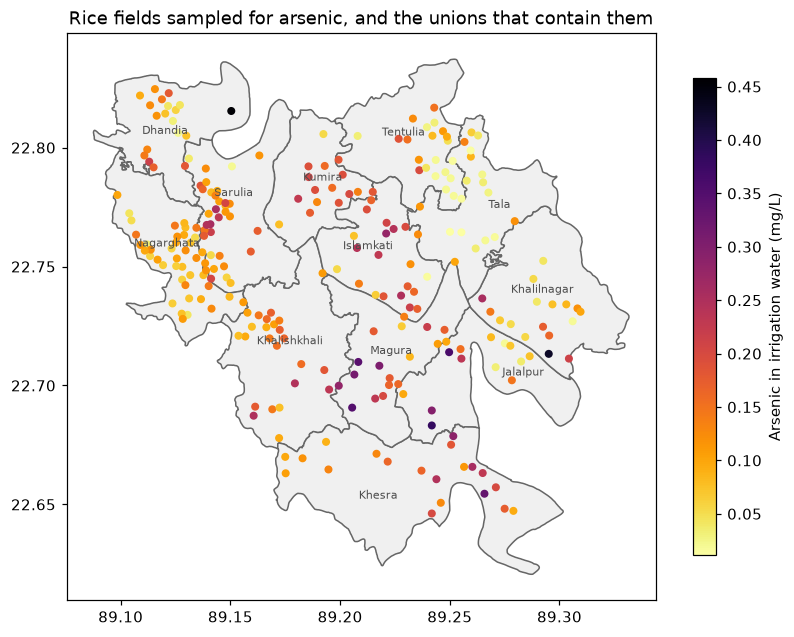 Rice fields sampled for arsenic, and the unions that contain them
22.80
22.75
22.70
22.65
89.10
89.15
89.20
89.25
89.30
Dhandia
Tentulia
Kumira
Sarulia
Tala
Nagarghata
Islamkati
Khalilnagar
Khalishkhali
Magura
Jalalpur
Khesra
0.45
0.40
0.35
0.30
0.25
0.20
0.15
0.10
0.05
Arsenic in irrigation water (mg/L)